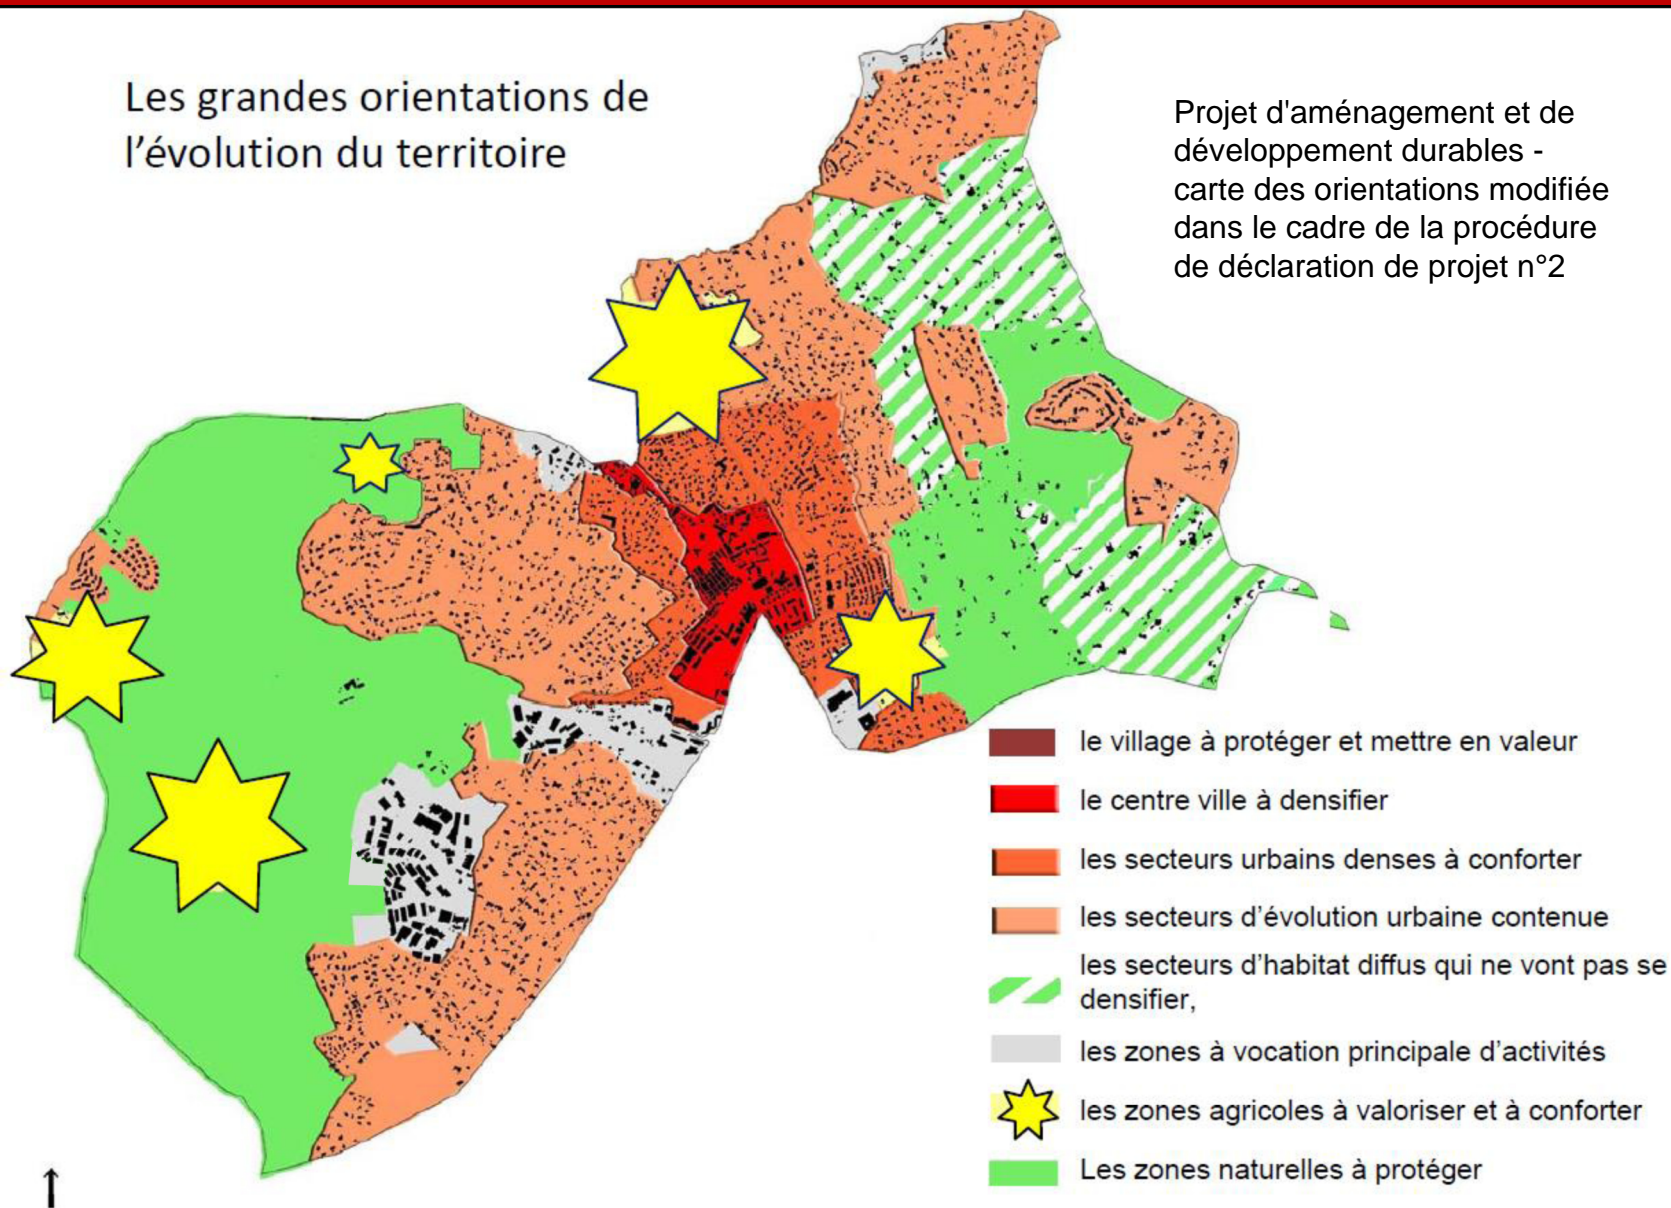 Les grandes orientations de
l’évolution du territoire
Projet d'aménagement et de
développement durables -
carte des orientations modifiée
dans le cadre de la procédure
de déclaration de projet n°2
le village à protéger et mettre en valeur
le centre ville à densifier
les secteurs urbains denses à conforter
les secteurs d’évolution urbaine contenue
les secteurs d’habitat diffus qui ne vont pas se
densifier,
les zones à vocation principale d’activités
les zones agricoles à valoriser et à conforter
Les zones naturelles à protéger